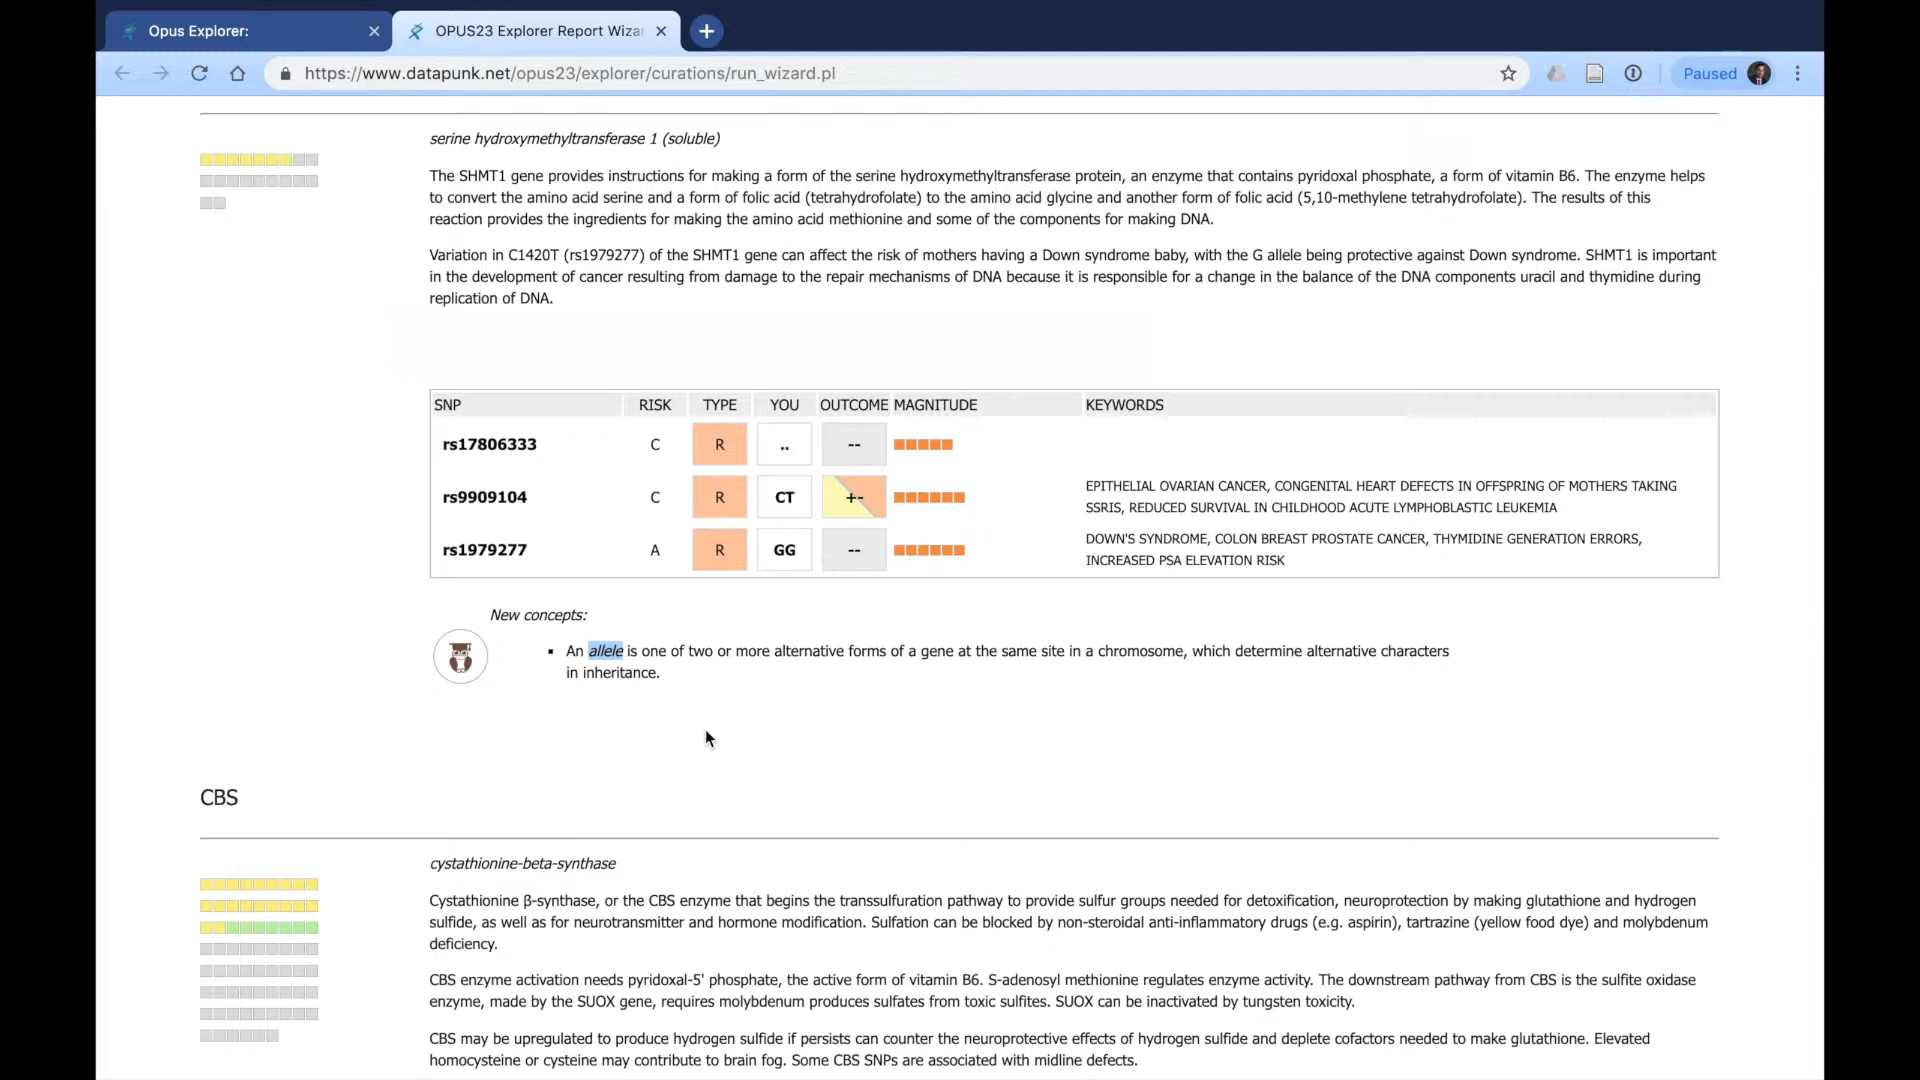 Opus Explorer:
OPUS23 Explorer Report Wiza
https://www.datapunk.net/opus23/explorer/curations/run_wizard.pl
Paused
serine hydroxymethyltransferase 1 (soluble)
The SHMT1 gene provides instructions for making a form of the serine hydroxymethyltransferase protein, an enzyme that contains pyridoxal phosphate, a form of vitamin B6. The enzyme helps
to convert the amino acid serine and a form of folic acid (tetrahydrofolate) to the amino acid glycine and another form of folic acid (5,10-methylene tetrahydrofolate). The results of this
reaction provides the ingredients for making the amino acid methionine and some of the components for making DNA.
Variation in C1420T (rs1979277) of the SHMT1 gene can affect the risk of mothers having a Down syndrome baby, with the G allele being protective against Down syndrome. SHMT1 is important
in the development of cancer resulting from damage to the repair mechanisms of DNA because it is responsible for a change in the balance of the DNA components uracil and thymidine during
replication of DNA.
SNP RISK TYPE YOU OUTCOME MAGNITUDE KEYWORDS
rs17806333 C R .. --
rs9909104 C R CT +- EPITHELIAL OVARIAN CANCER, CONGENITAL HEART DEFECTS IN OFFSPRING OF MOTHERS TAKING
SSRIS, REDUCED SURVIVAL IN CHILDHOOD ACUTE LYMPHOBLASTIC LEUKEMIA
rs1979277 A R GG -- DOWN'S SYNDROME, COLON BREAST PROSTATE CANCER, THYMIDINE GENERATION ERRORS,
INCREASED PSA ELEVATION RISK
New concepts:
▪ An allele is one of two or more alternative forms of a gene at the same site in a chromosome, which determine alternative characters
in inheritance.
CBS
cystathionine-beta-synthase
Cystathionine β-synthase, or the CBS enzyme that begins the transsulfuration pathway to provide sulfur groups needed for detoxification, neuroprotection by making glutathione and hydrogen
sulfide, as well as for neurotransmitter and hormone modification. Sulfation can be blocked by non-steroidal anti-inflammatory drugs (e.g. aspirin), tartrazine (yellow food dye) and molybdenum
deficiency.
CBS enzyme activation needs pyridoxal-5' phosphate, the active form of vitamin B6. S-adenosyl methionine regulates enzyme activity. The downstream pathway from CBS is the sulfite oxidase
enzyme, made by the SUOX gene, requires molybdenum produces sulfates from toxic sulfites. SUOX can be inactivated by tungsten toxicity.
CBS may be upregulated to produce hydrogen sulfide if persists can counter the neuroprotective effects of hydrogen sulfide and deplete cofactors needed to make glutathione. Elevated
homocysteine or cysteine may contribute to brain fog. Some CBS SNPs are associated with midline defects.